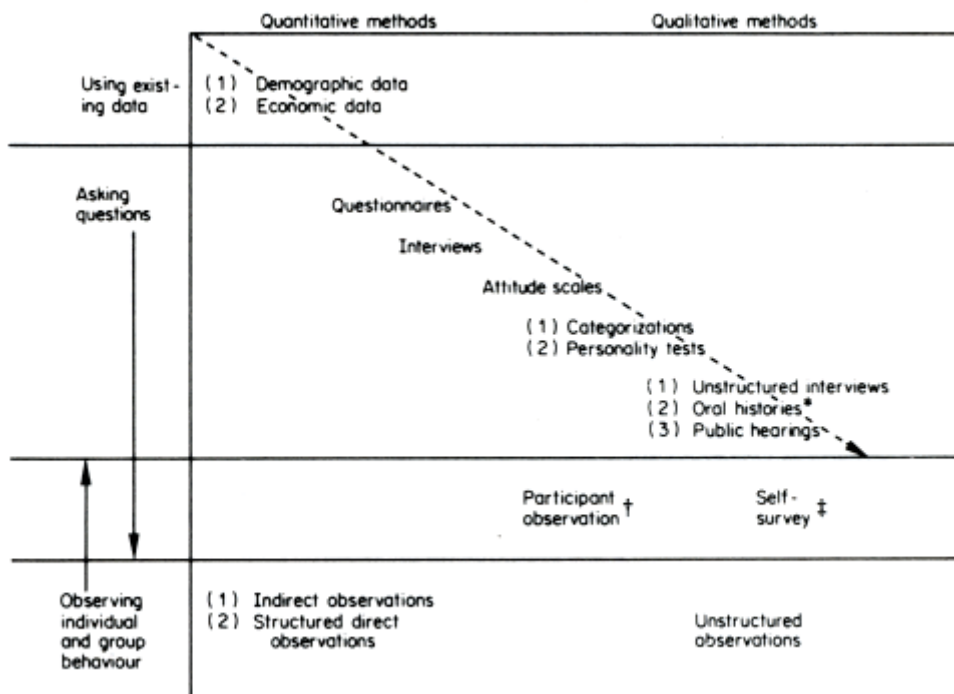 Quantitative methods
Qualitative methods
Using exist-
ing data
(1) Demographic data
(2) Economic data
Asking
questions
Questionnaires
Interviews
Attitude scales
(1) Categorizations
(2) Personality tests
(1) Unstructured interviews
(2) Oral histories*
(3) Public hearings
Participant
observation †
Self-
survey ‡
Observing
individual
and group
behaviour
(1) Indirect observations
(2) Structured direct
observations
Unstructured
observations